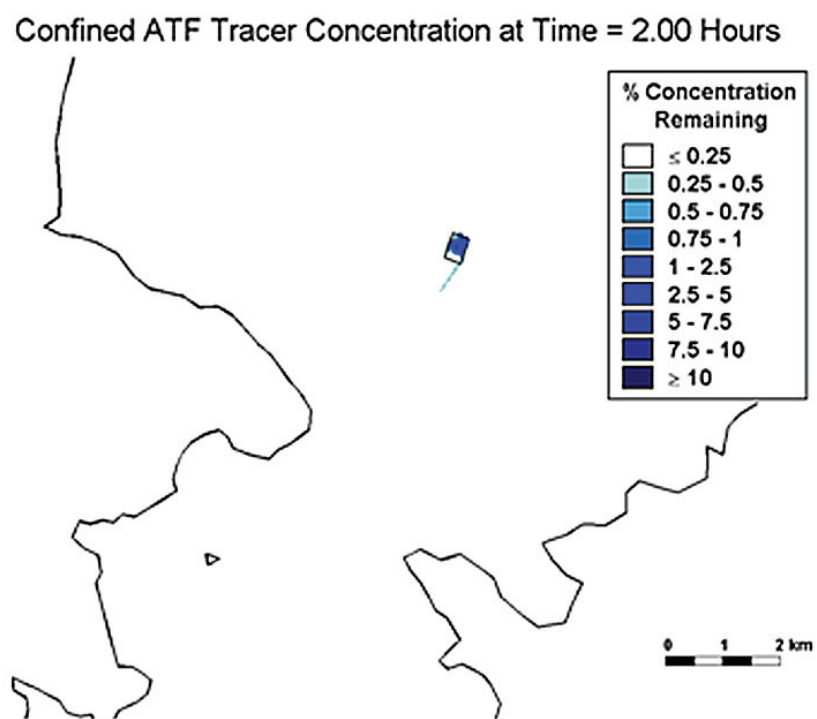 Confined ATF Tracer Concentration at Time = 2.00 Hours
% Concentration
Remaining
≤ 0.25
0.25 - 0.5
0.5 - 0.75
0.75 - 1
1 - 2.5
2.5 - 5
5 - 7.5
7.5 - 10
≥ 10
0 1 2 km